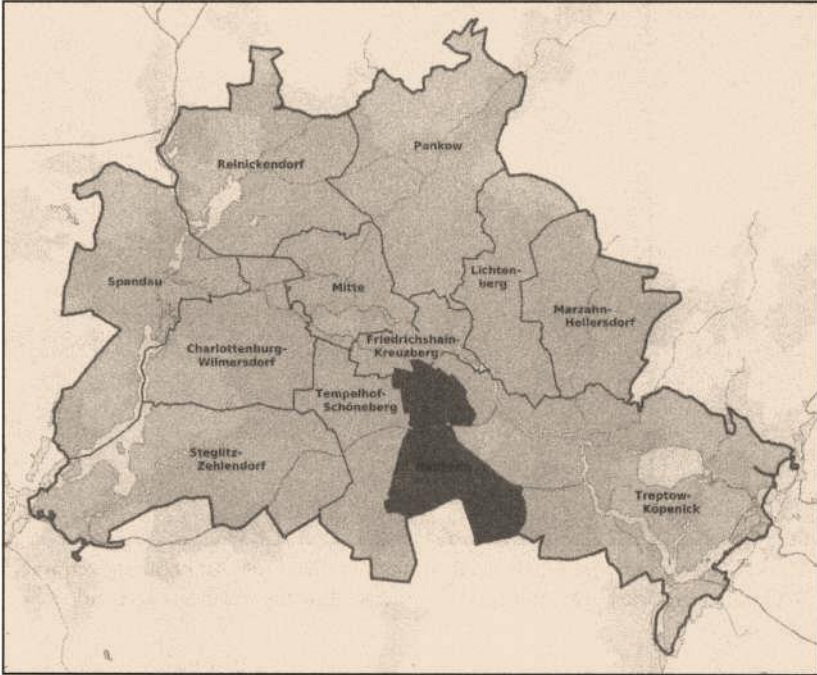 Reinickendorf
Pankow
Spandau
Mitte
Lichten-
berg
Marzahn-
Hellersdorf
Charlottenburg-
Wilmersdorf
Friedrichshain-
Kreuzberg
Tempelhof-
Schöneberg
Steglitz-
Zehlendorf
Treptow-
Köpenick